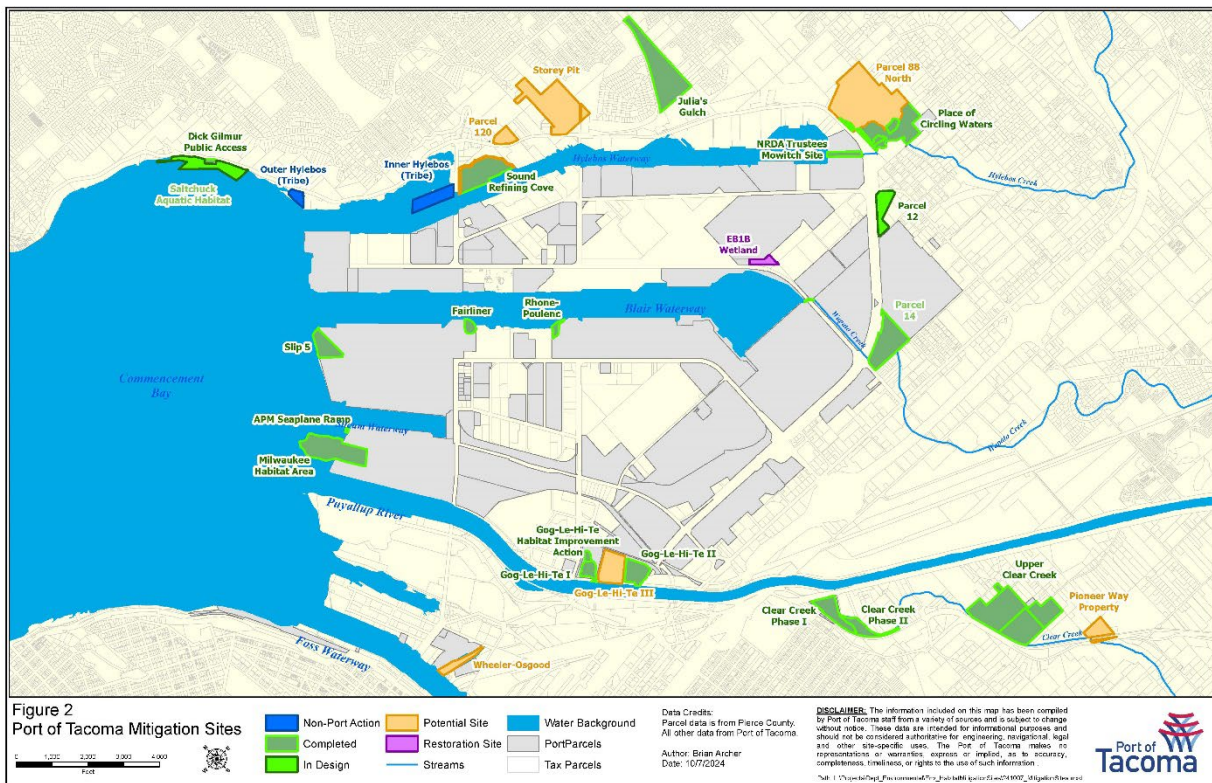 Storey Pit
Parcel 88
North
Julia's
Gulch
Place of
Circling Waters
Parcel
120
Dick Gilmur
Public Access
NRDA Trustees
Mowitch Site
Hylebos Waterway
Outer Hylebos
(Tribe)
Inner Hylebos
(Tribe)
Sound
Refining Cove
Saltchuck
Aquatic Habitat
Hylebos Creek
Parcel
12
EB1B
Wetland
Fairliner
Rhone-
Poulenc
Blair Waterway
Wapato Creek
Parcel
14
Slip 5
Commencement
Bay
APM Seaplane Ramp
Milwaukee
Habitat Area
Wapato Creek
Puyallup River
Gog-Le-Hi-Te
Habitat Improvement
Action
Gog-Le-Hi-Te II
Gog-Le-Hi-Te I
Gog-Le-Hi-Te III
Upper
Clear Creek
Pioneer Way
Property
Clear Creek
Phase I
Clear Creek
Phase II
Clear Creek
Foss Waterway
Wheeler-Osgood
Figure 2
Port of Tacoma Mitigation Sites
0 1,000 2,000 3,000 4,000
Feet
Non-Port Action
Completed
In Design
Potential Site
Restoration Site
Streams
Water Background
PortParcels
Tax Parcels
Data Credits:
Parcel data is from Pierce County.
All other data from Port of Tacoma.
Author: Brian Archer
Date: 10/7/2024
DISCLAIMER: The information included on this map has been compiled
by Port of Tacoma staff from a variety of sources and is subject to change
without notice. These data are intended for informational purposes and
should not be considered authoritative for engineering, navigational, legal
and other site-specific uses. The Port of Tacoma makes no
representations or warranties, express or implied, as to accuracy,
completeness, timeliness, or rights to the use of such information.
Port of
Tacoma